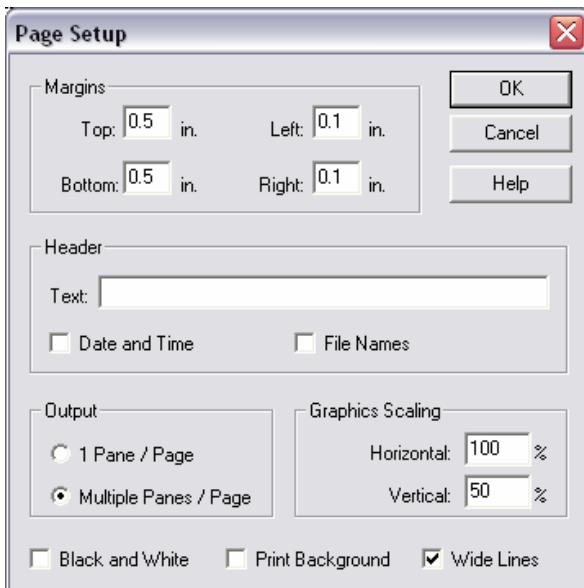 Page Setup
Margins
OK
Top: 0.5 in. Left: 0.1 in.
Cancel
Bottom: 0.5 in. Right: 0.1 in.
Help
Header
Text:
Date and Time File Names
Output
Graphics Scaling
1 Pane / Page
Horizontal: 100 %
Multiple Panes / Page
Vertical: 50 %
Black and White Print Background Wide Lines